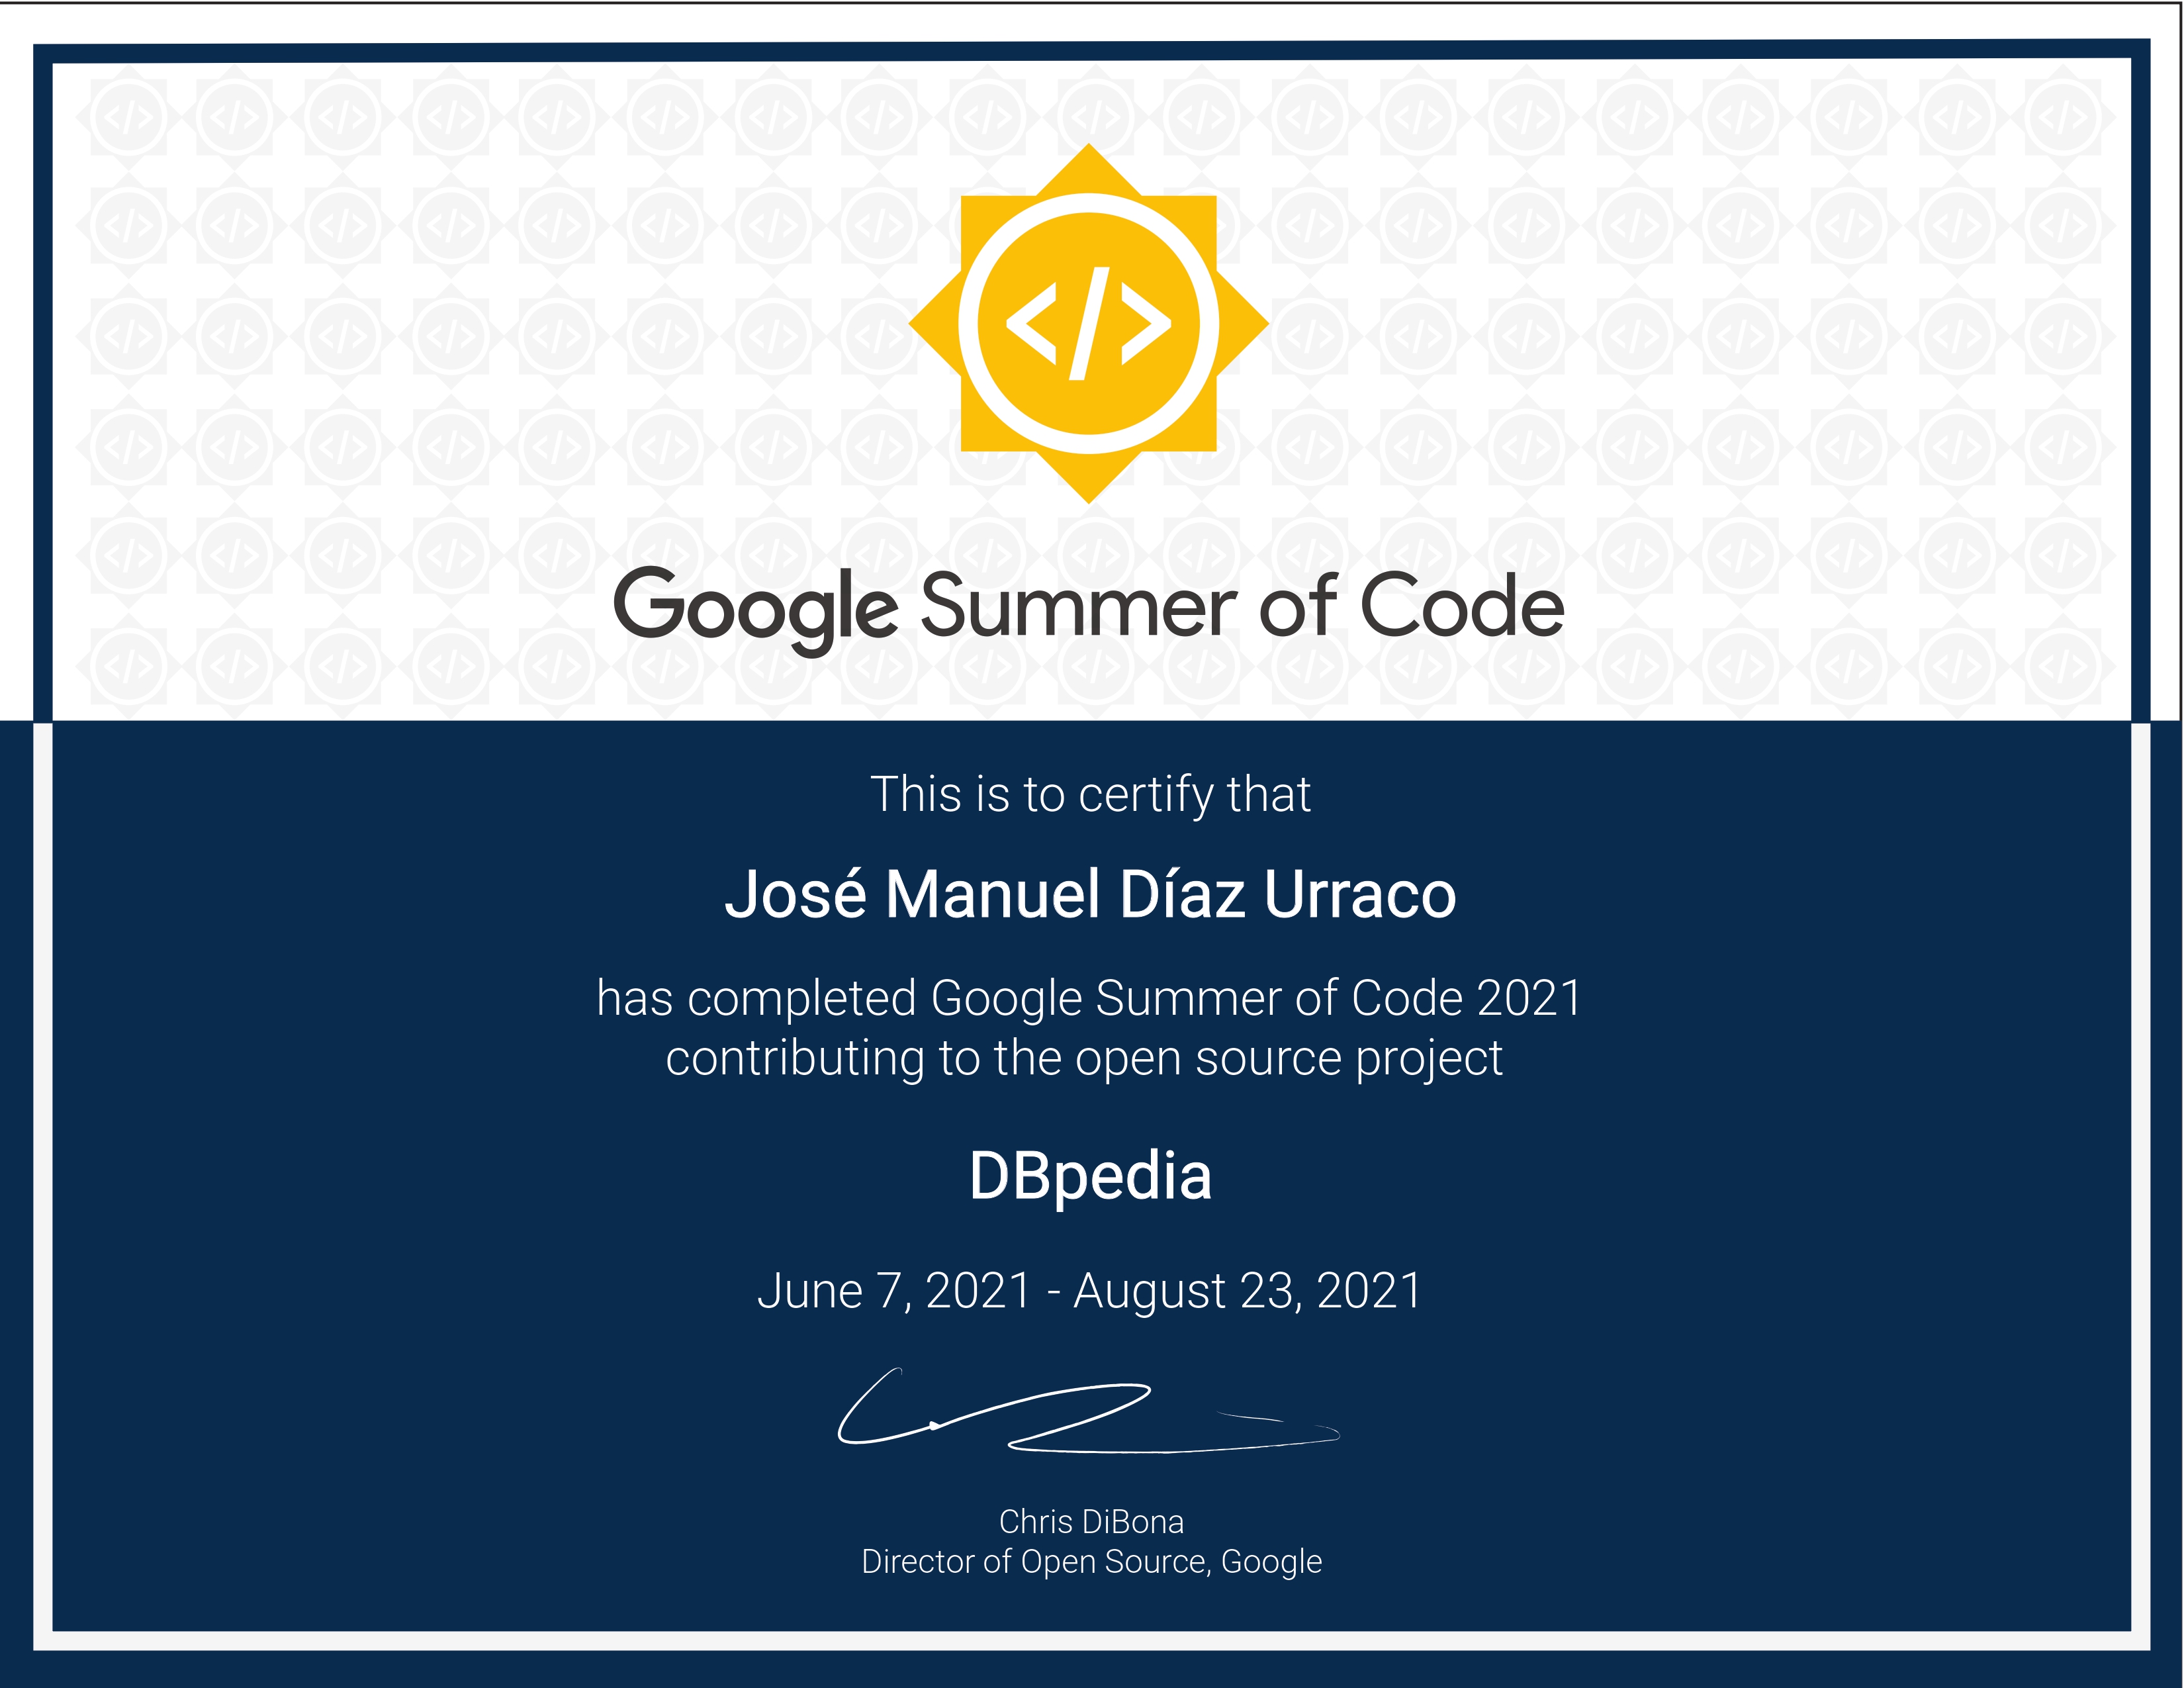 </>
Google Summer of Code
This is to certify that
José Manuel Díaz Urraco
has completed Google Summer of Code 2021
contributing to the open source project
DBpedia
June 7, 2021 - August 23, 2021
Chris DiBona
Director of Open Source, Google